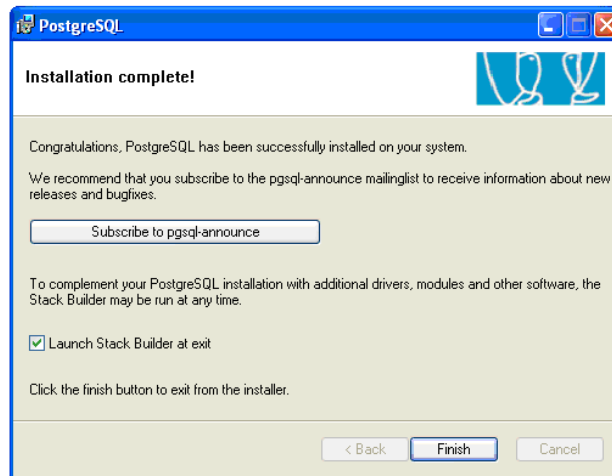 PostgreSQL
Installation complete!
Congratulations, PostgreSQL has been successfully installed on your system.
We recommend that you subscribe to the pgsql-announce mailinglist to receive information about new
releases and bugfixes.
Subscribe to pgsql-announce
To complement your PostgreSQL installation with additional drivers, modules and other software, the
Stack Builder may be run at any time.
Launch Stack Builder at exit
Click the finish button to exit from the installer.
< Back
Finish
Cancel